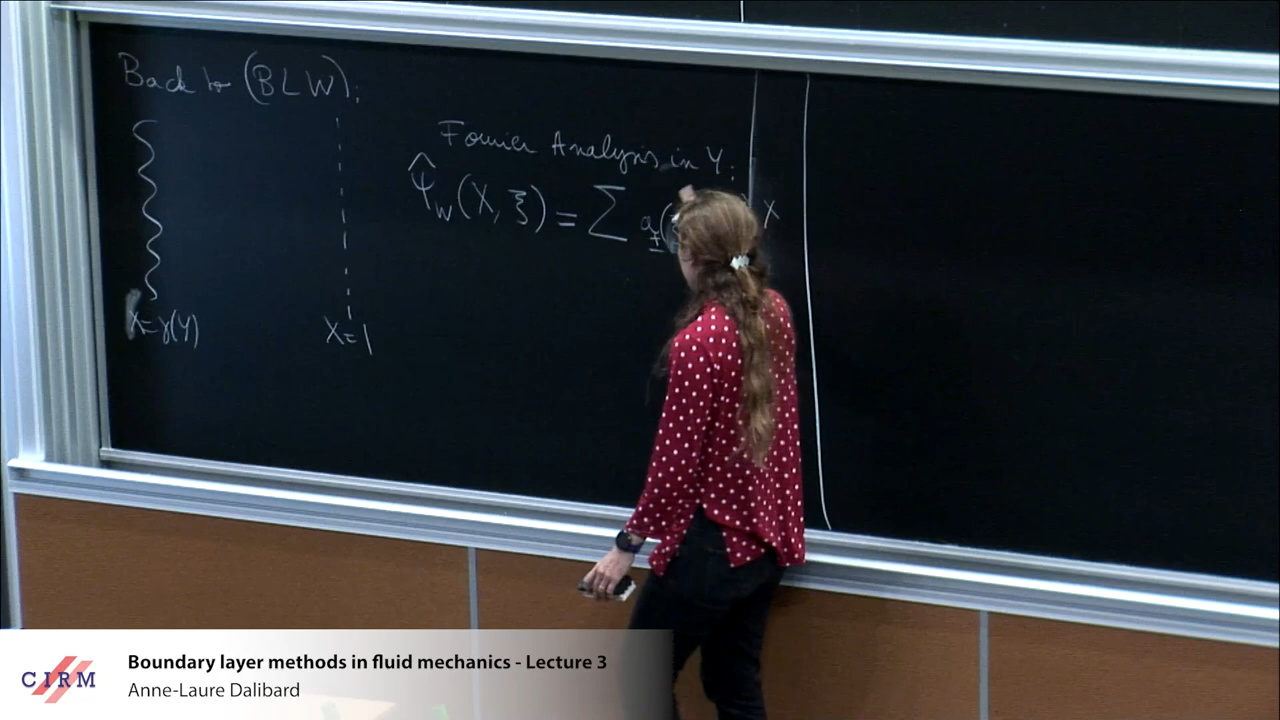 Back to (BLW):
Fourier Analysis in Y:
Ψ̂_W(X, ξ) = Σ a_±(
X
X=γ(Y)
X=1
CIRM
Boundary layer methods in fluid mechanics - Lecture 3
Anne-Laure Dalibard